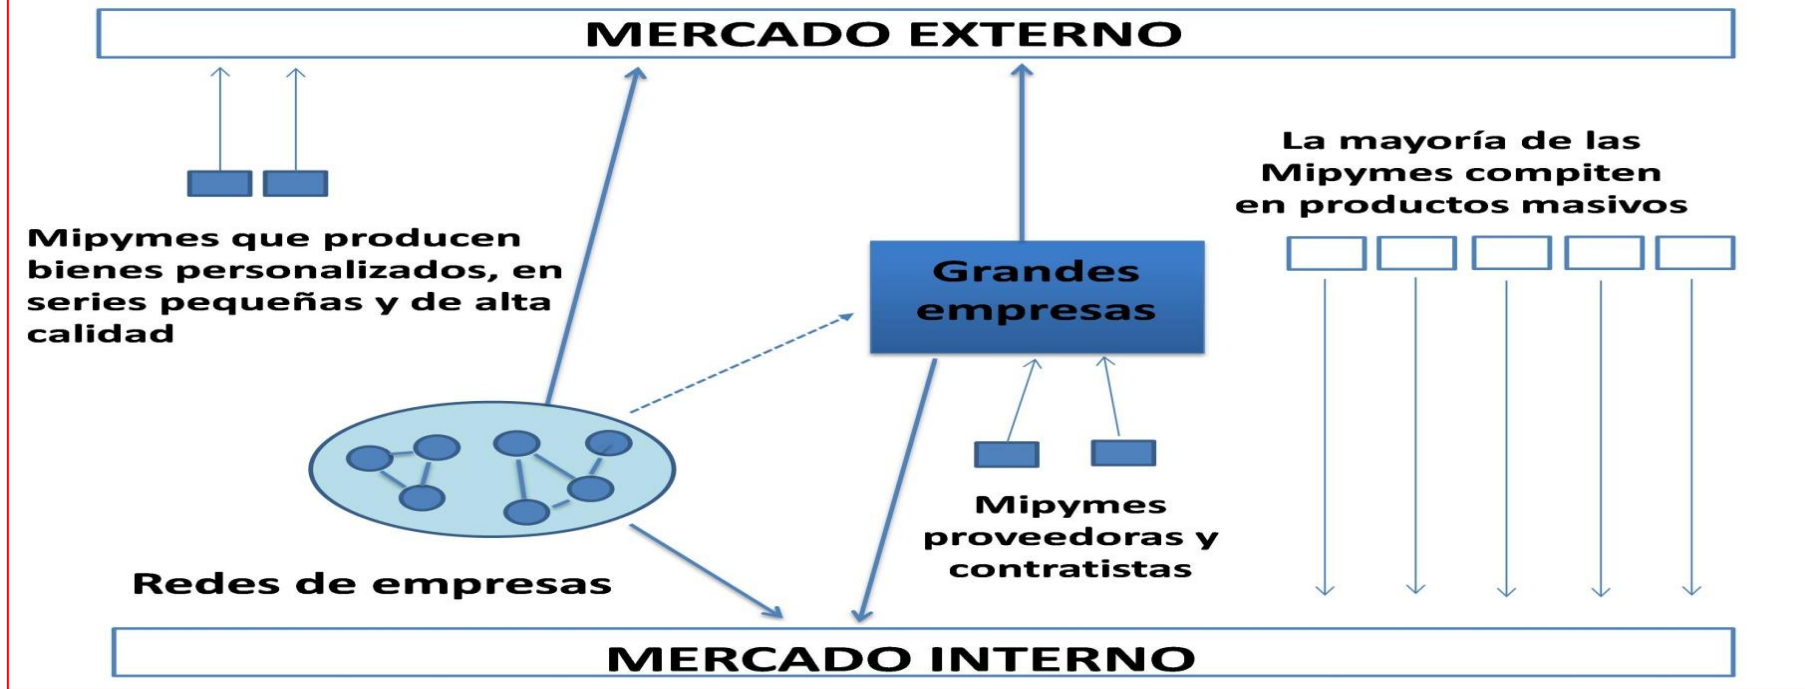 MERCADO EXTERNO
La mayoría de las
Mipymes compiten
en productos masivos
Mipymes que producen
bienes personalizados, en
series pequeñas y de alta
calidad
Grandes
empresas
Mipymes
proveedoras y
contratistas
Redes de empresas
MERCADO INTERNO